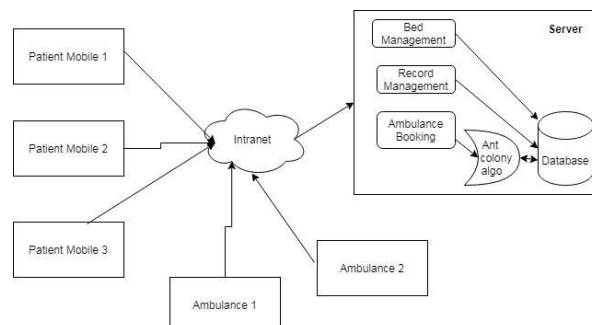 Patient Mobile 1
Patient Mobile 2
Patient Mobile 3
Intranet
Ambulance 1
Ambulance 2
Server
Bed
Management
Record
Management
Ambulance
Booking
Ant
colony
algo
Database